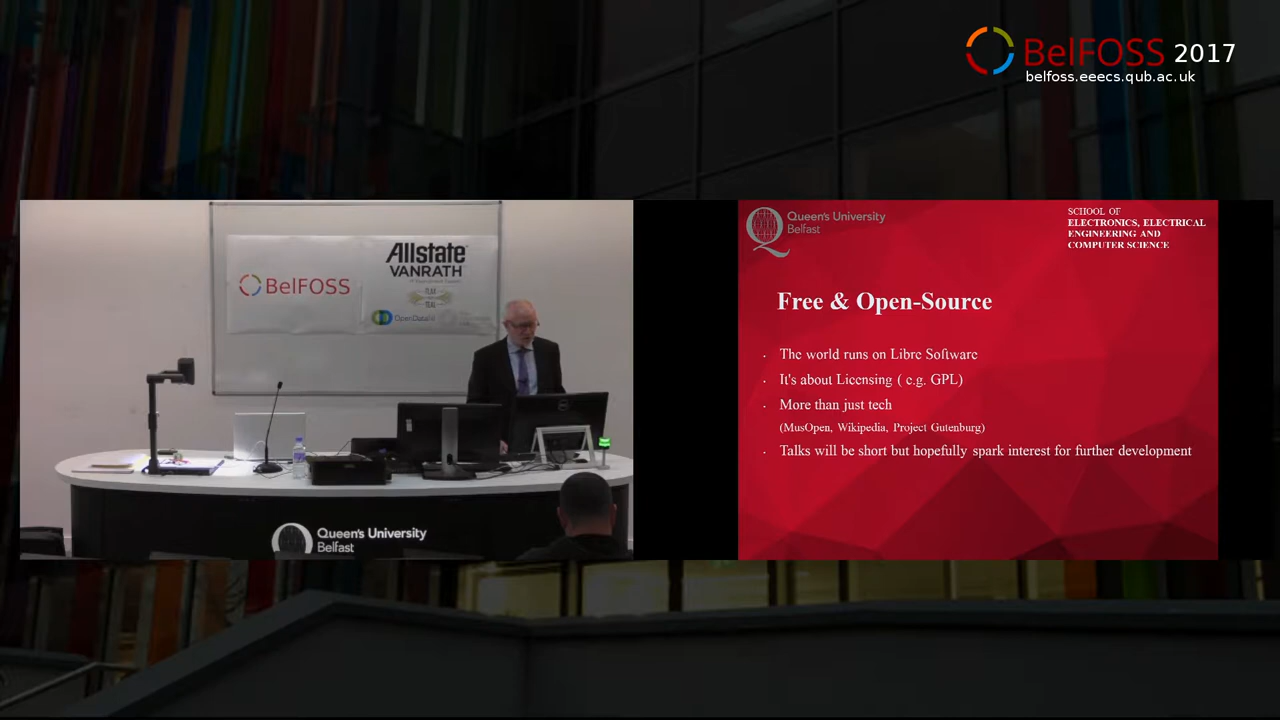 BelFOSS 2017
belfoss.eeecs.qub.ac.uk
Allstate
VANRATH
BelFOSS
OpenData
Queen's University
Belfast
Queen's University
Belfast
SCHOOL OF
ELECTRONICS, ELECTRICAL
ENGINEERING AND
COMPUTER SCIENCE
Free & Open-Source
· The world runs on Libre Software
· It's about Licensing ( c.g. GPL)
· More than just tech
(MusOpen, Wikipedia, Project Gutenburg)
· Talks will be short but hopefully spark interest for further development